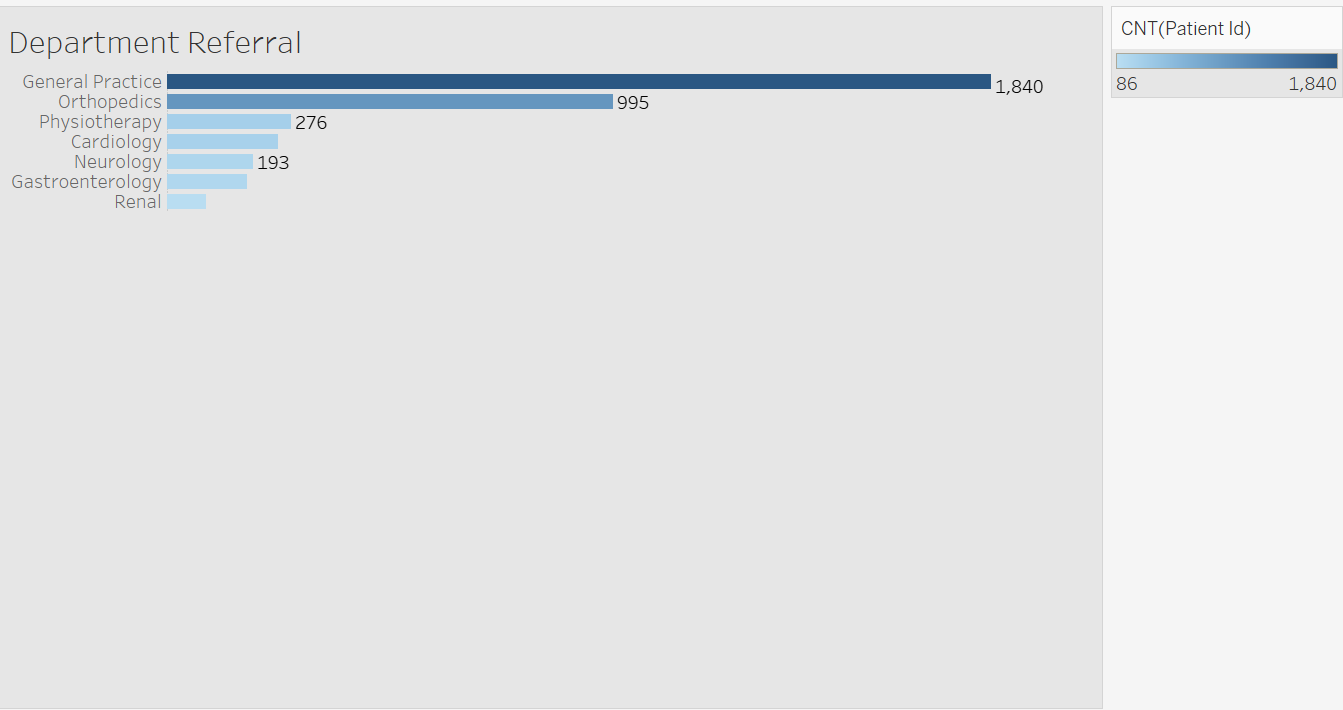 Department Referral
General Practice 1,840
Orthopedics 995
Physiotherapy 276
Cardiology
Neurology 193
Gastroenterology
Renal
CNT(Patient Id)
86 1,840